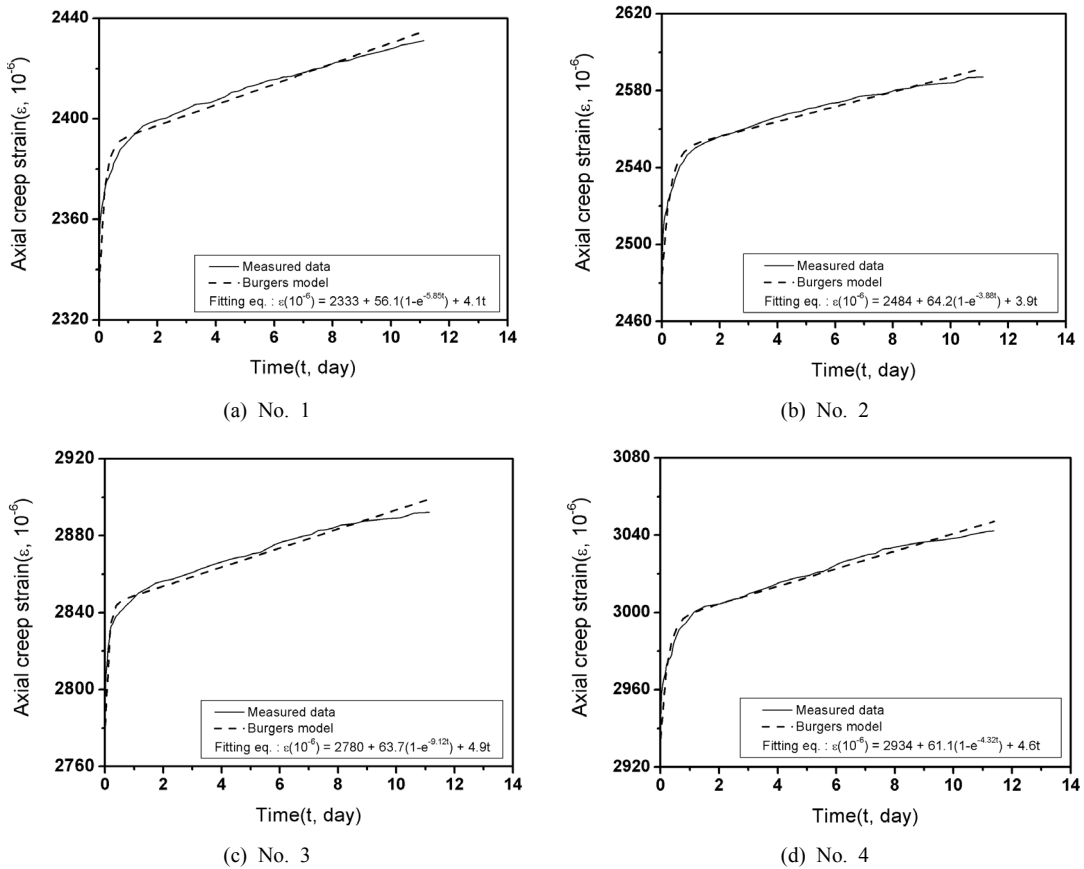 2440
2400
2360
2320
Axial creep strain(ε, 10⁻⁶)
Measured data
Burgers model
Fitting eq. : ε(10⁻⁶) = 2333 + 56.1(1-e⁻⁵·⁸⁵ᵗ) + 4.1t
0 2 4 6 8 10 12 14
Time(t, day)
(a) No. 1
2620
2580
2540
2500
2460
Axial creep strain(ε, 10⁻⁶)
Measured data
Burgers model
Fitting eq. : ε(10⁻⁶) = 2484 + 64.2(1-e⁻³·⁸⁸ᵗ) + 3.9t
0 2 4 6 8 10 12 14
Time(t, day)
(b) No. 2
2920
2880
2840
2800
2760
Axial creep strain(ε, 10⁻⁶)
Measured data
Burgers model
Fitting eq. : ε(10⁻⁶) = 2780 + 63.7(1-e⁻⁹·¹²ᵗ) + 4.9t
0 2 4 6 8 10 12 14
Time(t, day)
(c) No. 3
3080
3040
3000
2960
2920
Axial creep strain(ε, 10⁻⁶)
Measured data
Burgers model
Fitting eq. : ε(10⁻⁶) = 2934 + 61.1(1-e⁻⁴·³²ᵗ) + 4.6t
0 2 4 6 8 10 12 14
Time(t, day)
(d) No. 4